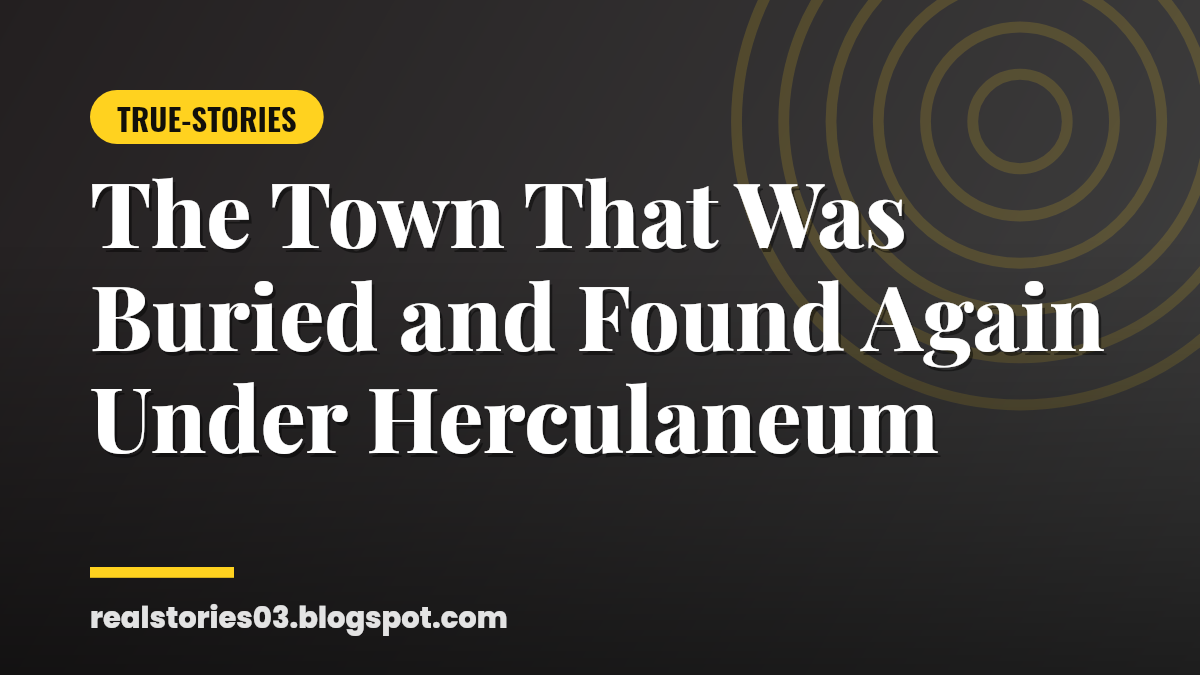 TRUE-STORIES
The Town That Was
Buried and Found Again
Under Herculaneum
realstories03.blogspot.com